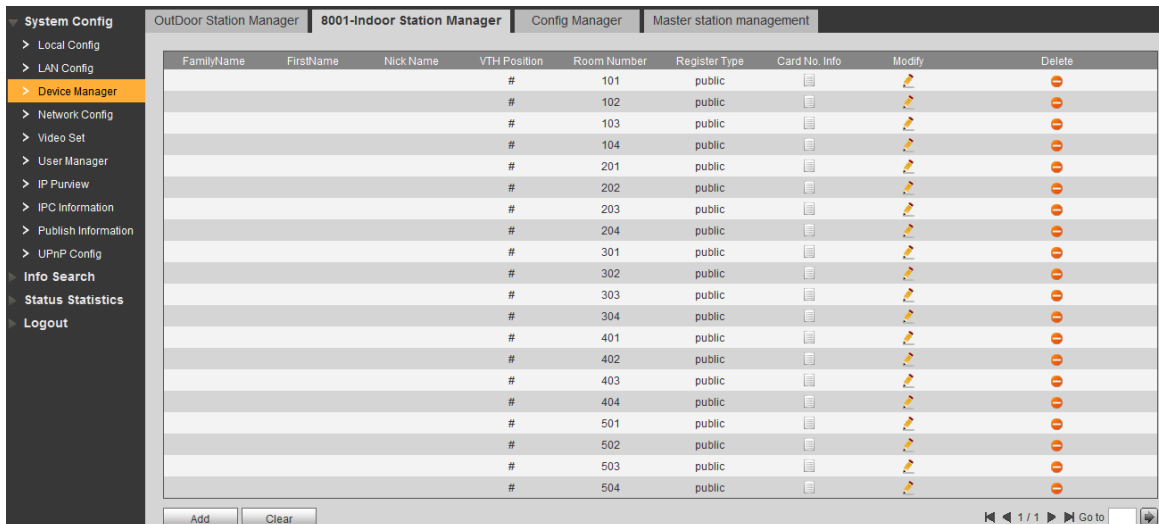 System Config
Local Config
LAN Config
Device Manager
Network Config
Video Set
User Manager
IP Purview
IPC Information
Publish Information
UPnP Config
Info Search
Status Statistics
Logout
OutDoor Station Manager 8001-Indoor Station Manager Config Manager Master station management
FamilyName FirstName Nick Name VTH Position Room Number Register Type Card No. Info Modify Delete
# 101 public
# 102 public
# 103 public
# 104 public
# 201 public
# 202 public
# 203 public
# 204 public
# 301 public
# 302 public
# 303 public
# 304 public
# 401 public
# 402 public
# 403 public
# 404 public
# 501 public
# 502 public
# 503 public
# 504 public
Add Clear 1 / 1 Go to